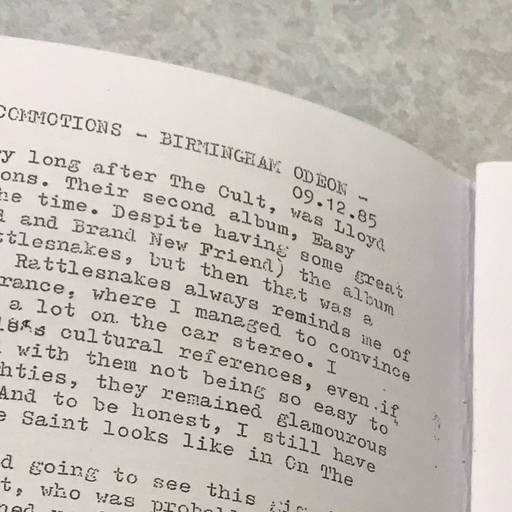 COMMOTIONS - BIRMINGHAM ODEON -
09.12.85
y long after The Cult, was Lloyd
ons. Their second album, Easy
he time. Despite having some great
d and Brand New Friend) the album
ttlesnakes, but then that was a
Rattlesnakes always reminds me of
rance, where I managed to convince
a lot on the car stereo. I
cultural references, even if
with them not being so easy to
hties, they remained glamourous
And to be honest, I still have
e Saint looks like in On The
d going to see this
t, who was